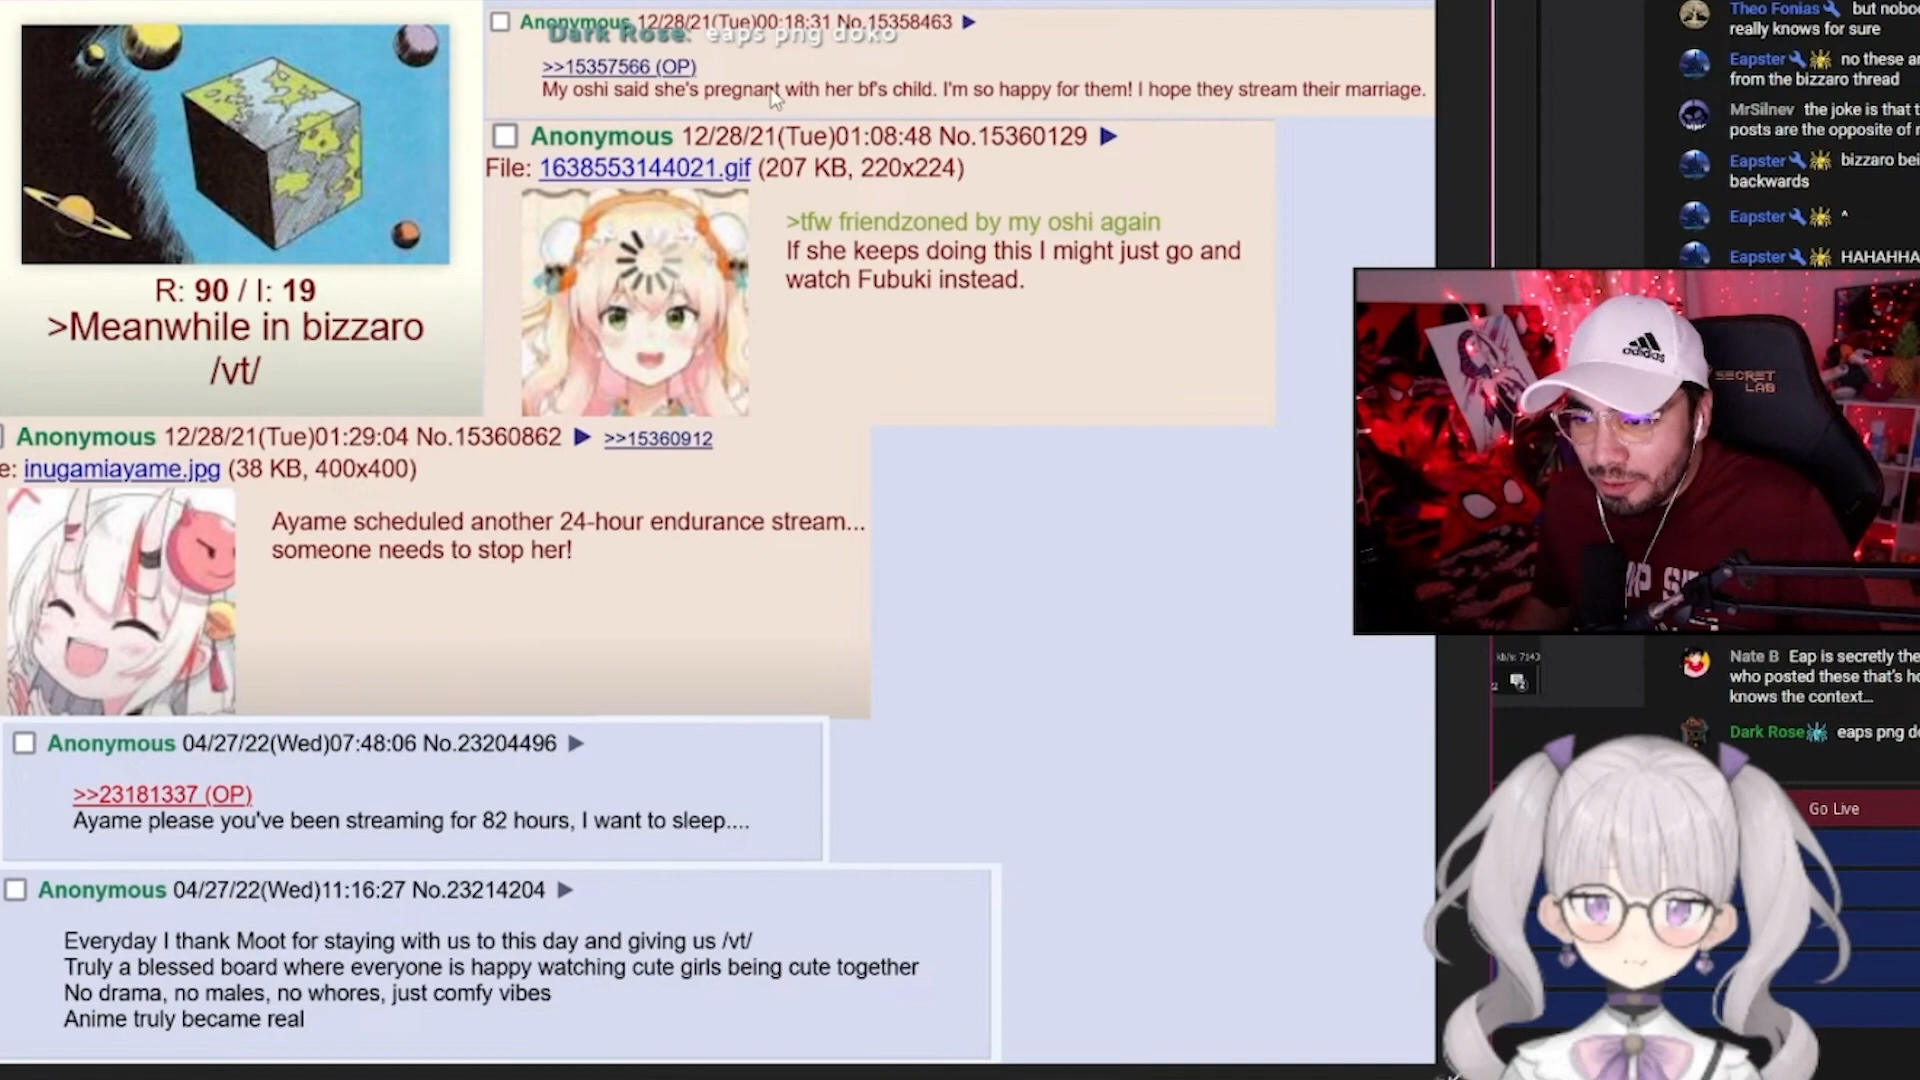 Anonymous 12/28/21(Tue)00:18:31 No.15358463
Dark Rose: eaps png doko
>>15357566 (OP)
My oshi said she's pregnant with her bf's child. I'm so happy for them! I hope they stream their marriage.
R: 90 / I: 19
>Meanwhile in bizzaro
/vt/
Anonymous 12/28/21(Tue)01:08:48 No.15360129
File: 1638553144021.gif (207 KB, 220x224)
>tfw friendzoned by my oshi again
If she keeps doing this I might just go and
watch Fubuki instead.
Anonymous 12/28/21(Tue)01:29:04 No.15360862 >>15360912
e: inugamiayame.jpg (38 KB, 400x400)
Ayame scheduled another 24-hour endurance stream...
someone needs to stop her!
Anonymous 04/27/22(Wed)07:48:06 No.23204496
>>23181337 (OP)
Ayame please you've been streaming for 82 hours, I want to sleep....
Anonymous 04/27/22(Wed)11:16:27 No.23214204
Everyday I thank Moot for staying with us to this day and giving us /vt/
Truly a blessed board where everyone is happy watching cute girls being cute together
No drama, no males, no whores, just comfy vibes
Anime truly became real
Theo Fonias but nobo
really knows for sure
Eapster no these ar
from the bizzaro thread
MrSilnev the joke is that t
posts are the opposite of r
Eapster bizzaro bei
backwards
Eapster ^
Eapster HAHAHHA
adidas
SECRET
LAB
kb/s: 7143
Nate B Eap is secretly the
who posted these that's ho
knows the context...
Dark Rose eaps png d
Go Live